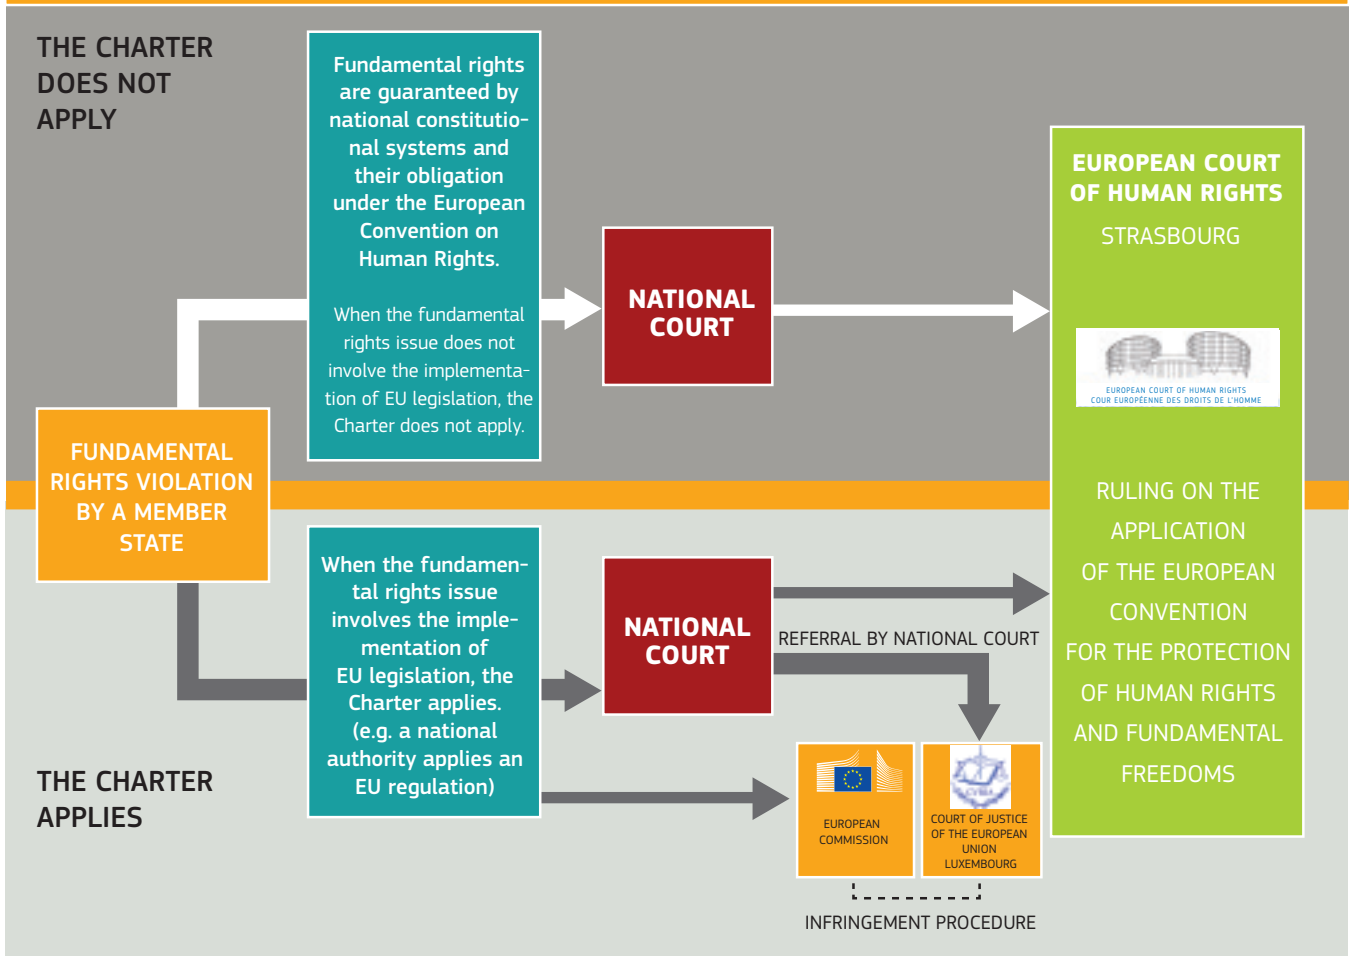 THE CHARTER
DOES NOT
APPLY
Fundamental rights
are guaranteed by
national constitutio-
nal systems and
their obligation
under the European
Convention on
Human Rights.
When the fundamental
rights issue does not
involve the implementa-
tion of EU legislation, the
Charter does not apply.
NATIONAL
COURT
EUROPEAN COURT
OF HUMAN RIGHTS
STRASBOURG
EUROPEAN COURT OF HUMAN RIGHTS
COUR EUROPÉENNE DES DROITS DE L'HOMME
RULING ON THE
APPLICATION
OF THE EUROPEAN
CONVENTION
FOR THE PROTECTION
OF HUMAN RIGHTS
AND FUNDAMENTAL
FREEDOMS
FUNDAMENTAL
RIGHTS VIOLATION
BY A MEMBER
STATE
When the fundamen-
tal rights issue
involves the imple-
mentation of
EU legislation, the
Charter applies.
(e.g. a national
authority applies an
EU regulation)
NATIONAL
COURT
REFERRAL BY NATIONAL COURT
THE CHARTER
APPLIES
EUROPEAN
COMMISSION
COURT OF JUSTICE
OF THE EUROPEAN
UNION
LUXEMBOURG
INFRINGEMENT PROCEDURE